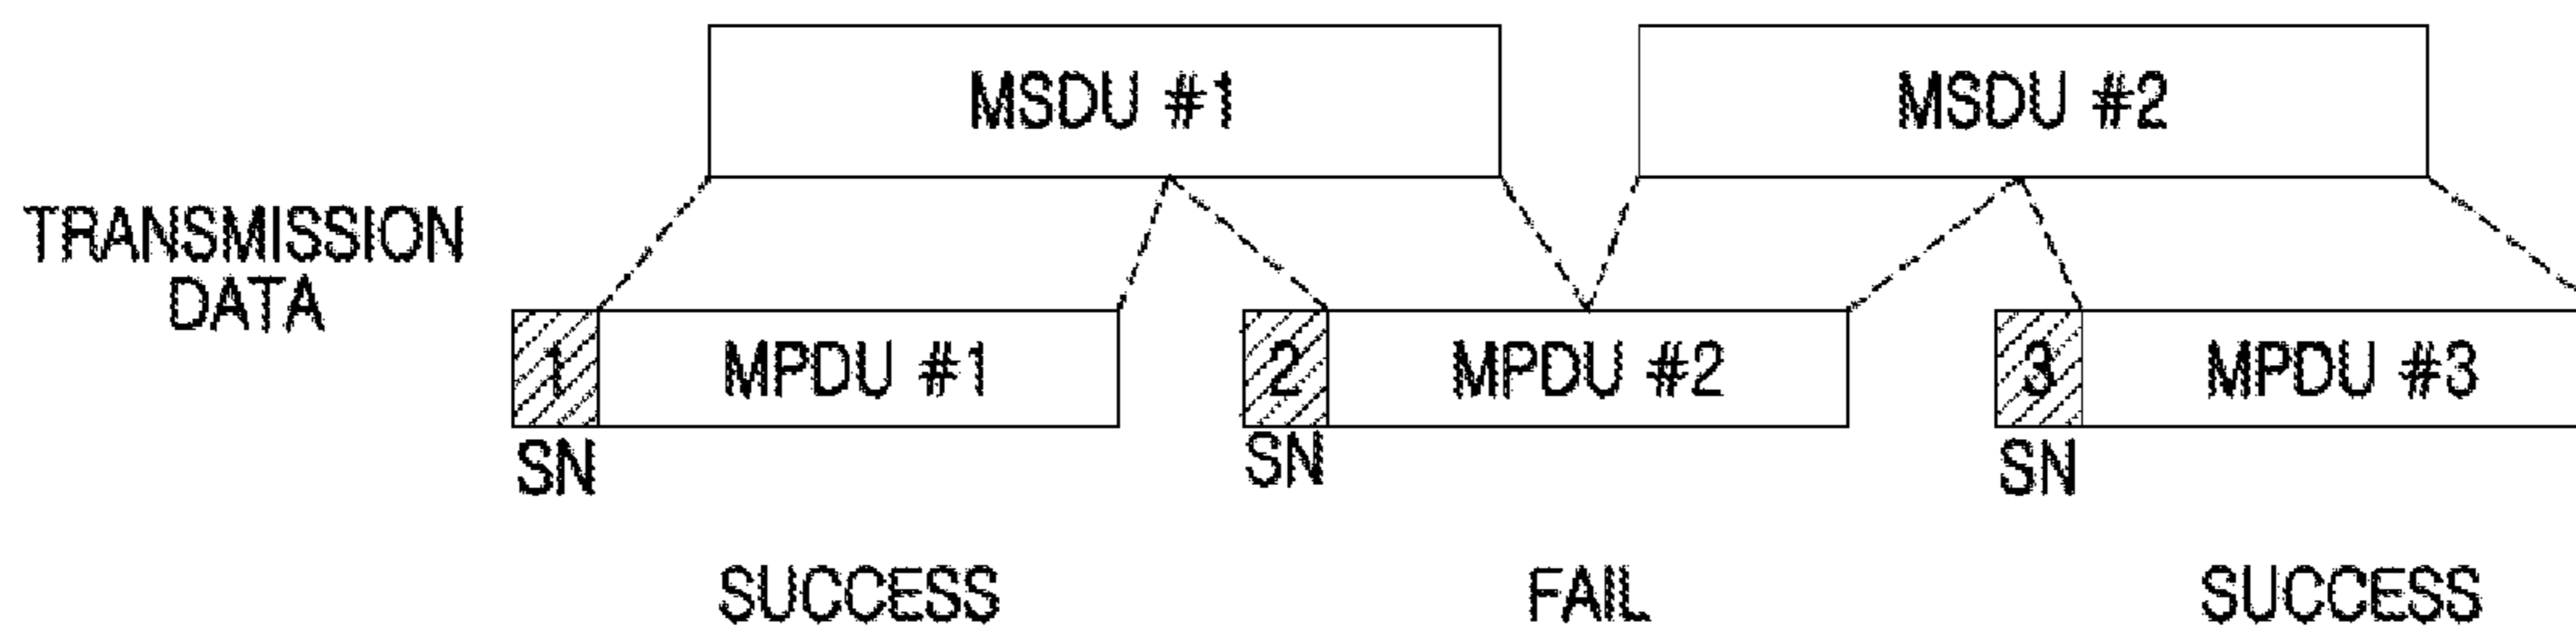 MSDU #1
MSDU #2
TRANSMISSION
DATA
1
MPDU #1
2
MPDU #2
3
MPDU #3
SN
SN
SN
SUCCESS
FAIL
SUCCESS